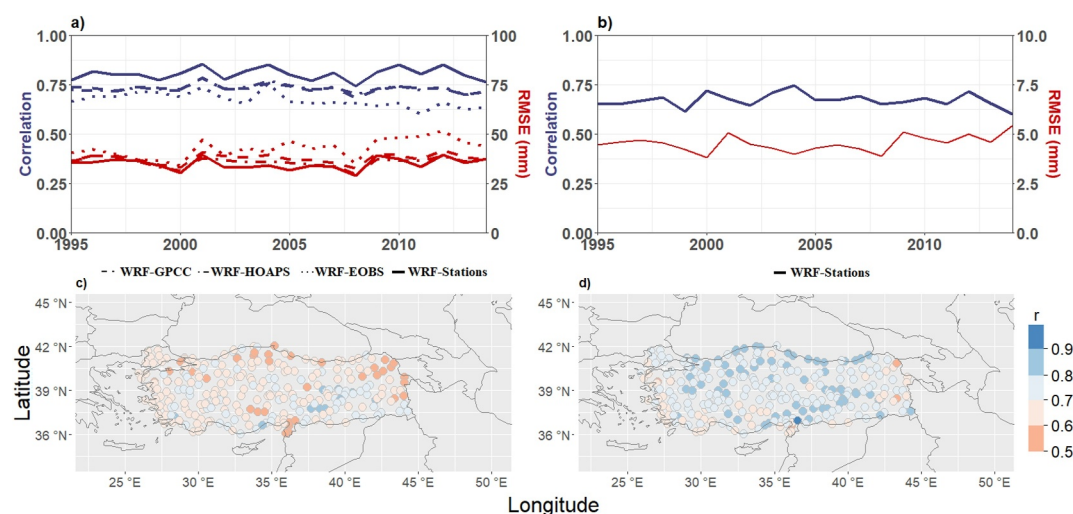 a)
b)
1.00
0.75
0.50
0.25
0.00
Correlation
100
75
50
25
0
RMSE (mm)
1995
2000
2005
2010
1.00
0.75
0.50
0.25
0.00
Correlation
10.0
7.5
5.0
2.5
0.0
RMSE (mm)
1995
2000
2005
2010
WRF-GPCC WRF-HOAPS WRF-EOBS WRF-Stations
WRF-Stations
c)
d)
45 °N
42 °N
39 °N
36 °N
Latitude
25 °E
30 °E
35 °E
40 °E
45 °E
50 °E
45 °N
42 °N
39 °N
36 °N
25 °E
30 °E
35 °E
40 °E
45 °E
50 °E
r
0.9
0.8
0.7
0.6
0.5
Longitude